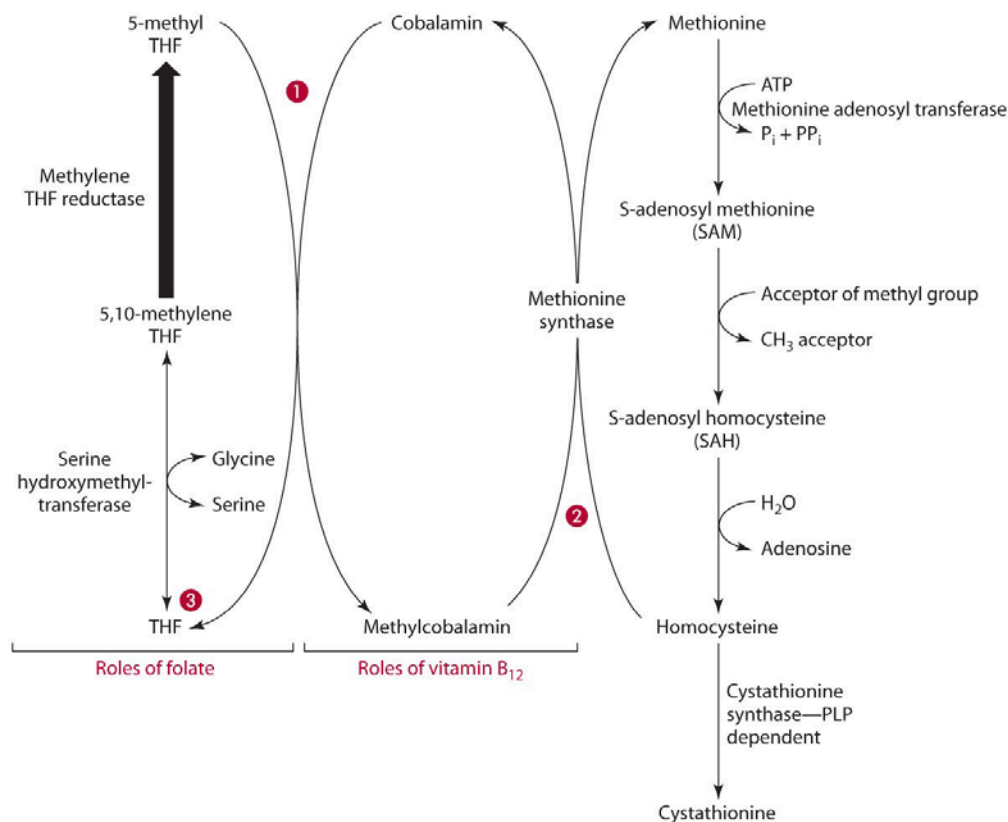 5-methyl
THF
Cobalamin
Methionine
1
ATP
Methionine adenosyl transferase
Pi + PPi
Methylene
THF reductase
S-adenosyl methionine
(SAM)
5,10-methylene
THF
Methionine
synthase
Acceptor of methyl group
CH3 acceptor
S-adenosyl homocysteine
(SAH)
Serine
hydroxymethyl-
transferase
Glycine
Serine
2
H2O
Adenosine
3
THF
Methylcobalamin
Homocysteine
Roles of folate
Roles of vitamin B12
Cystathionine
synthase—PLP
dependent
Cystathionine